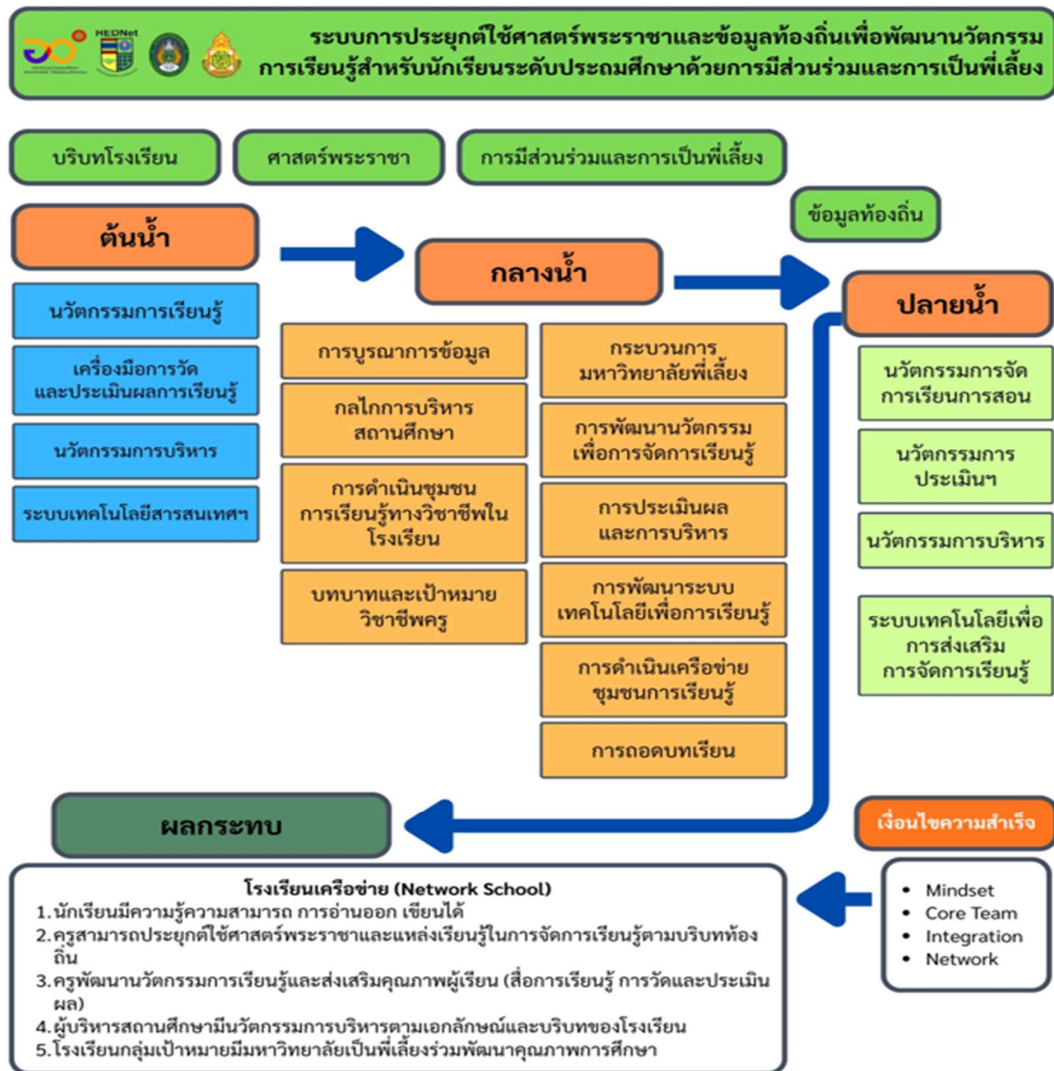 HEDNet
ระบบการประยุกต์ใช้ศาสตร์พระราชาและข้อมูลท้องถิ่นเพื่อพัฒนานวัตกรรม
การเรียนรู้สำหรับนักเรียนระดับประถมศึกษาด้วยการมีส่วนร่วมและการเป็นพี่เลี้ยง
บริบทโรงเรียน
ศาสตร์พระราชา
การมีส่วนร่วมและการเป็นพี่เลี้ยง
ข้อมูลท้องถิ่น
ต้นน้ำ
นวัตกรรมการเรียนรู้
เครื่องมือการวัด
และประเมินผลการเรียนรู้
นวัตกรรมการบริหาร
ระบบเทคโนโลยีสารสนเทศฯ
กลางน้ำ
การบูรณาการข้อมูล
กลไกการบริหาร
สถานศึกษา
การดำเนินชุมชน
การเรียนรู้ทางวิชาชีพใน
โรงเรียน
บทบาทและเป้าหมาย
วิชาชีพครู
กระบวนการ
มหาวิทยาลัยพี่เลี้ยง
การพัฒนานวัตกรรม
เพื่อการจัดการเรียนรู้
การประเมินผล
และการบริหาร
การพัฒนาระบบ
เทคโนโลยีเพื่อการเรียนรู้
การดำเนินเครือข่าย
ชุมชนการเรียนรู้
การถอดบทเรียน
ปลายน้ำ
นวัตกรรมการจัด
การเรียนการสอน
นวัตกรรมการ
ประเมินฯ
นวัตกรรมการบริหาร
ระบบเทคโนโลยีเพื่อ
การส่งเสริม
การจัดการเรียนรู้
ผลกระทบ
โรงเรียนเครือข่าย (Network School)
1. นักเรียนมีความรู้ความสามารถ การอ่านออก เขียนได้
2. ครูสามารถประยุกต์ใช้ศาสตร์พระราชาและแหล่งเรียนรู้ในการจัดการเรียนรู้ตามบริบทท้อง
ถิ่น
3. ครูพัฒนานวัตกรรมการเรียนรู้และส่งเสริมคุณภาพผู้เรียน (สื่อการเรียนรู้ การวัดและประเมิน
ผล)
4. ผู้บริหารสถานศึกษามีนวัตกรรมการบริหารตามเอกลักษณ์และบริบทของโรงเรียน
5. โรงเรียนกลุ่มเป้าหมายมีมหาวิทยาลัยเป็นพี่เลี้ยงร่วมพัฒนาคุณภาพการศึกษา
เงื่อนไขความสำเร็จ
• Mindset
• Core Team
• Integration
• Network